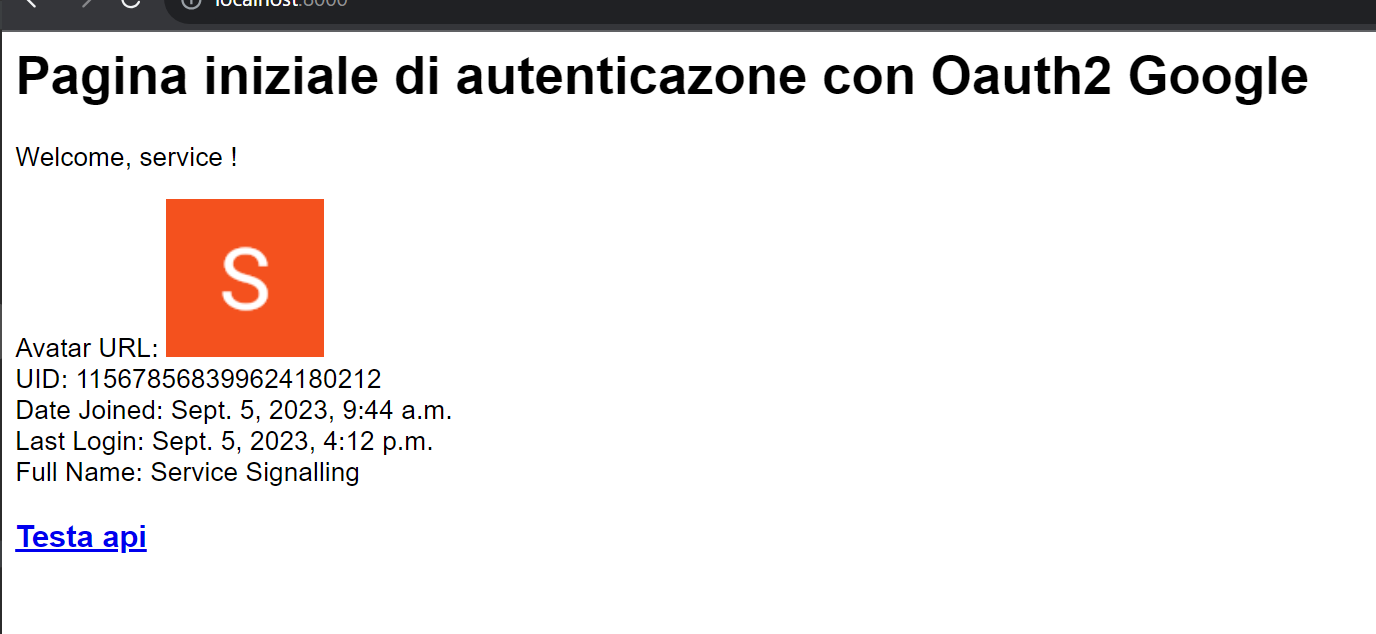 localhost:8000
Pagina iniziale di autenticazone con Oauth2 Google
Welcome, service !
S
Avatar URL:
UID: 115678568399624180212
Date Joined: Sept. 5, 2023, 9:44 a.m.
Last Login: Sept. 5, 2023, 4:12 p.m.
Full Name: Service Signalling
Testa api